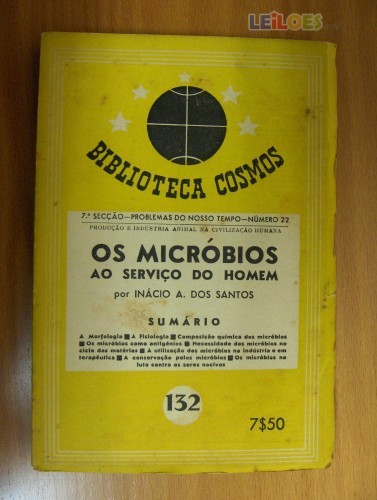 LEiLOES
BIBLIOTECA COSMOS
7.ª SECÇÃO—PROBLEMAS DO NOSSO TEMPO—NÚMERO 22
PRODUÇÃO E INDÚSTRIA ANIMAL NA CIVILIZAÇÃO HUMANA
OS MICRÓBIOS
AO SERVIÇO DO HOMEM
por INÁCIO A. DOS SANTOS
SUMÁRIO
A Morfologia ■ A Fisiologia ■ Composição química dos micróbios
■ Os micróbios como antigénios ■ Necessidade dos micróbios no
ciclo das matérias ■ A utilização dos micróbios na indústria e em
terapêutica ■ A conservação pelos micróbios ■ Os micróbios na
luta contra os seres nocivos
132
7$50